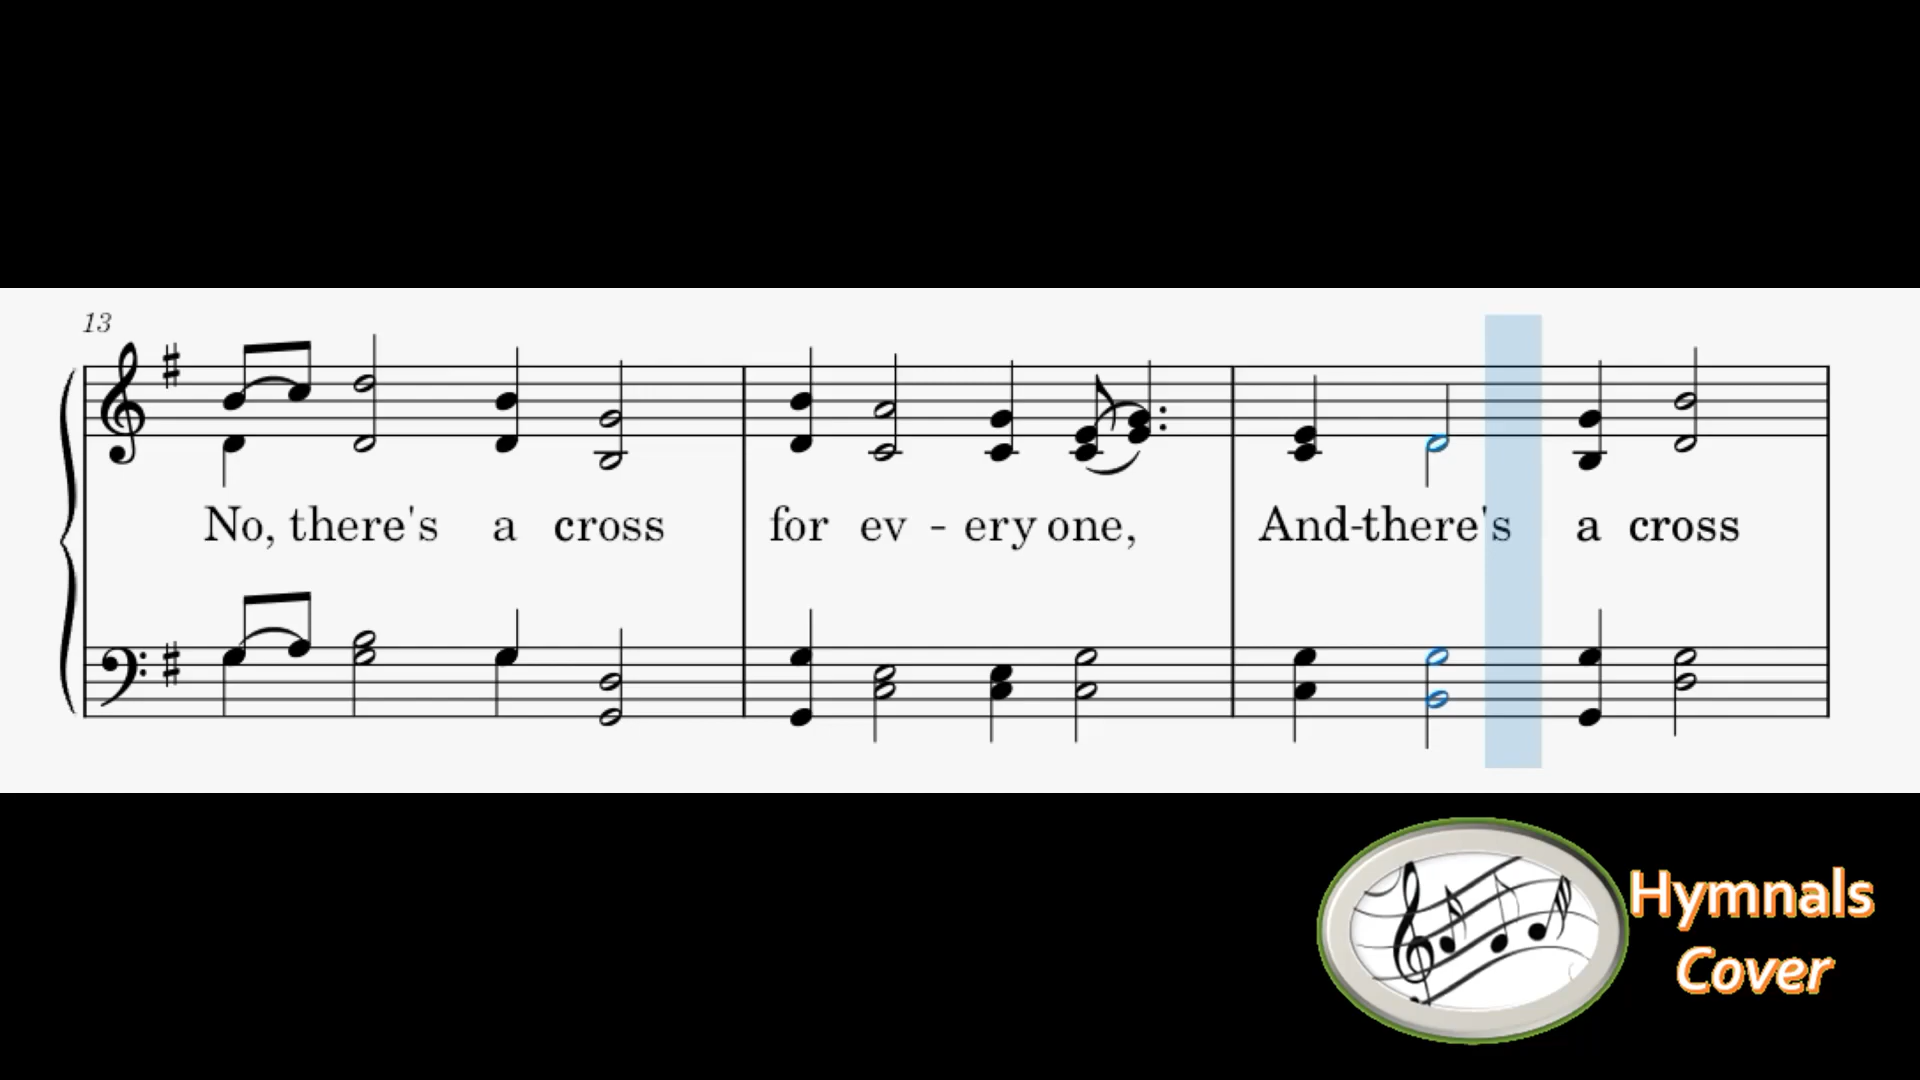 13
No, there's a cross for ev - ery one, And-there's a cross
Hymnals
Cover